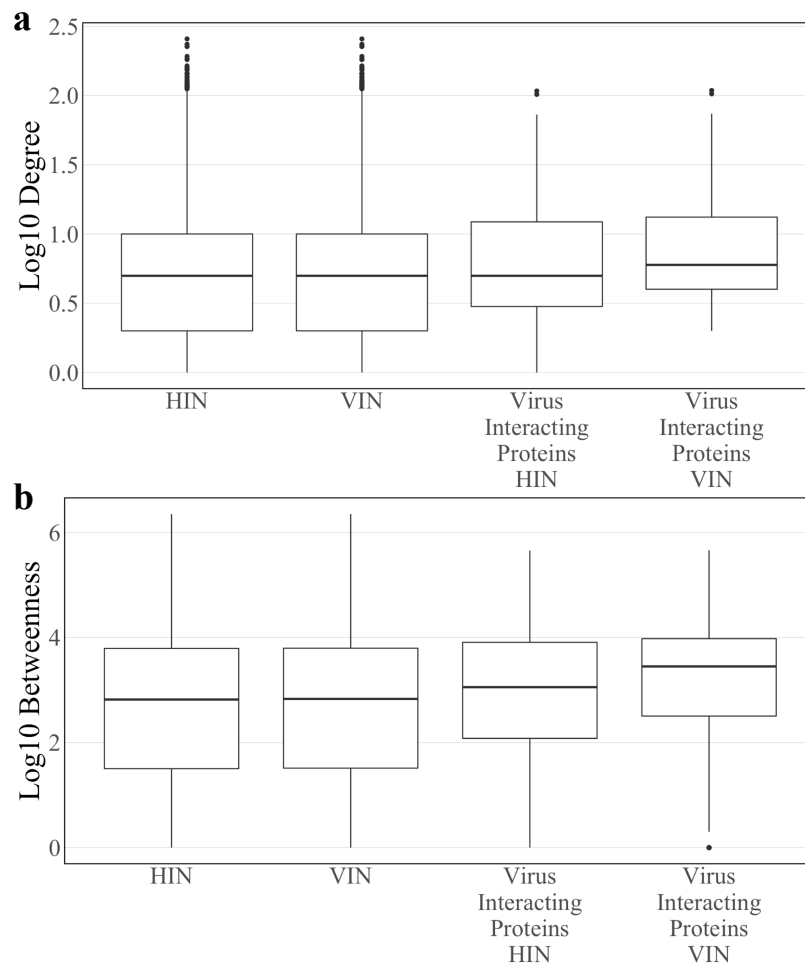 a
Log10 Degree
2.5
2.0
1.5
1.0
0.5
0.0
HIN
VIN
Virus
Interacting
Proteins
HIN
Virus
Interacting
Proteins
VIN
b
Log10 Betweenness
6
4
2
0
HIN
VIN
Virus
Interacting
Proteins
HIN
Virus
Interacting
Proteins
VIN